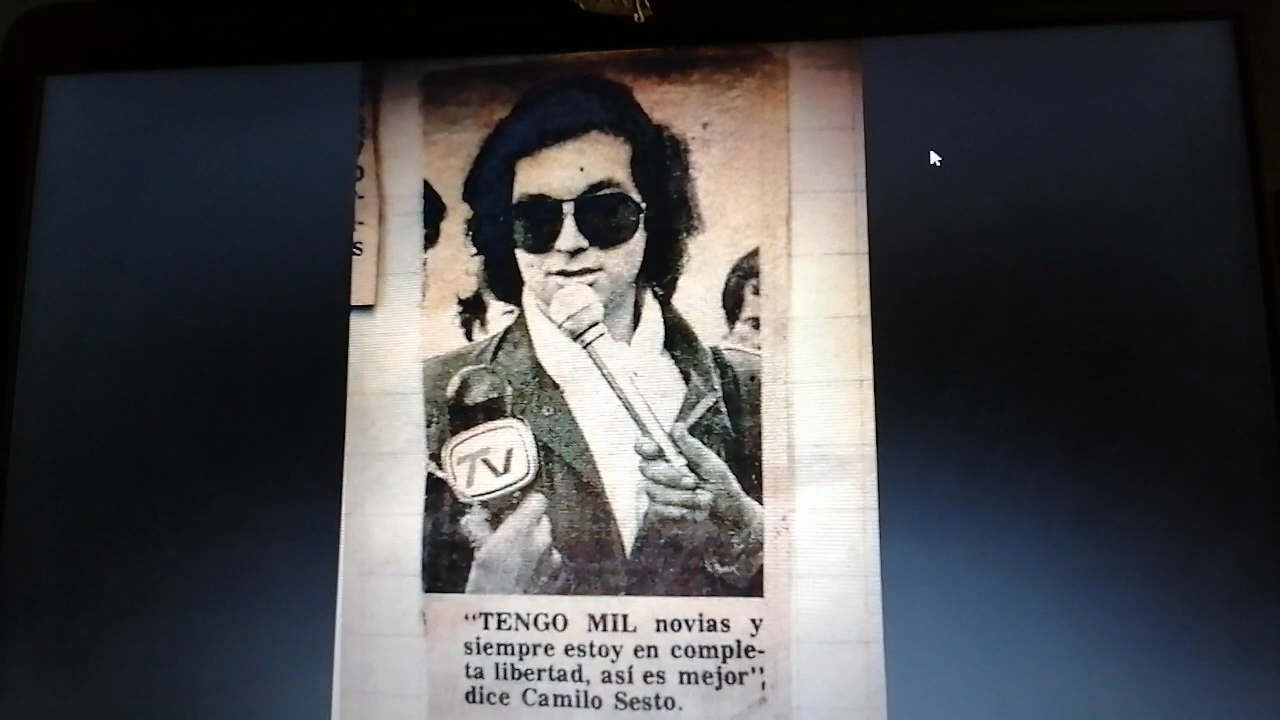 S
TV
“TENGO MIL novias y
siempre estoy en comple-
ta libertad, así es mejor”,
dice Camilo Sesto.